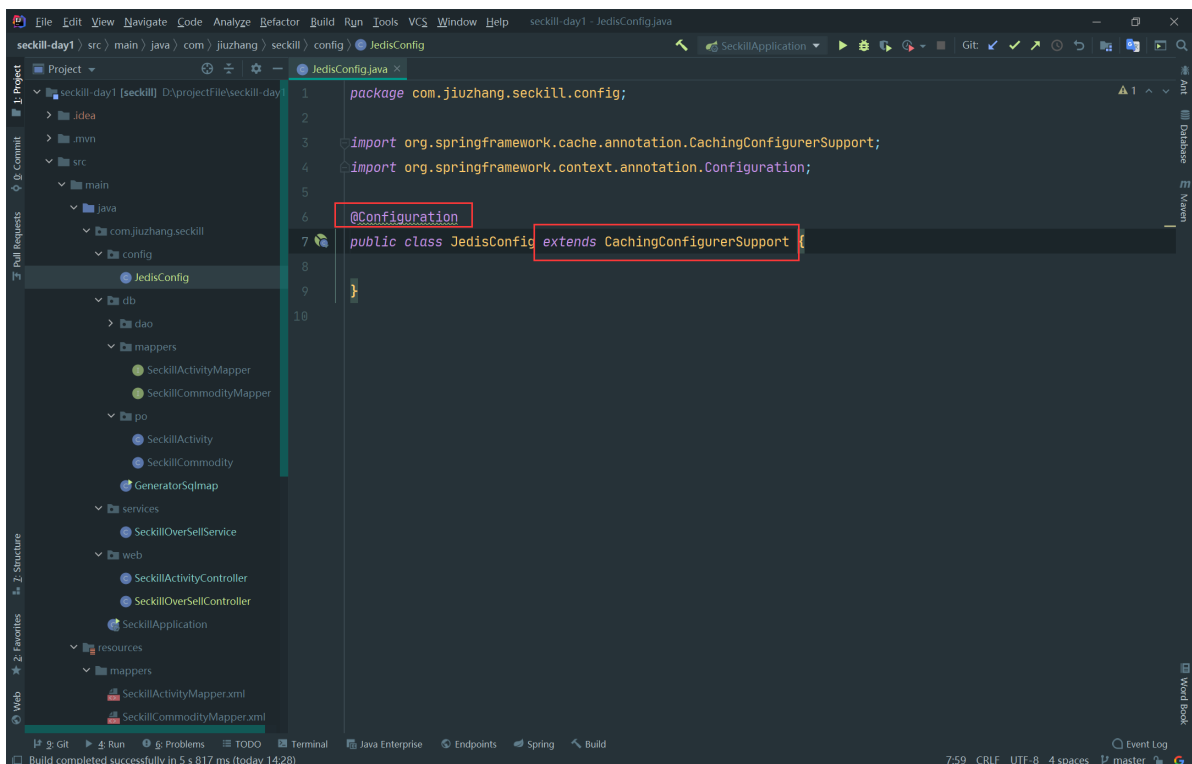 File Edit View Navigate Code Analyze Refactor Build Run Tools VCS Window Help seckill-day1 - JedisConfig.java
seckill-day1 src main java com jiuzhang seckill config JedisConfig SeckillApplication Git:
Project JedisConfig.java
1: Project
0: Commit
Pull Requests
7: Structure
2: Favorites
Web
seckill-day1 [seckill] D:\projectFile\seckill-day1
.idea
.mvn
src
main
java
com.jiuzhang.seckill
config
JedisConfig
db
dao
mappers
SeckillActivityMapper
SeckillCommodityMapper
po
SeckillActivity
SeckillCommodity
GeneratorSqlmap
services
SeckillOverSellService
web
SeckillActivityController
SeckillOverSellController
SeckillApplication
resources
mappers
SeckillActivityMapper.xml
SeckillCommodityMapper.xml
1 package com.jiuzhang.seckill.config;
2
3 import org.springframework.cache.annotation.CachingConfigurerSupport;
4 import org.springframework.context.annotation.Configuration;
5
6 @Configuration
7 public class JedisConfig extends CachingConfigurerSupport {
8
9 }
10
1
Ant
Database
Maven
Word Book
9: Git 4: Run 6: Problems TODO Terminal Java Enterprise Endpoints Spring Build Event Log
Build completed successfully in 5 s 817 ms (today 14:28) 7:59 CRLF UTF-8 4 spaces master